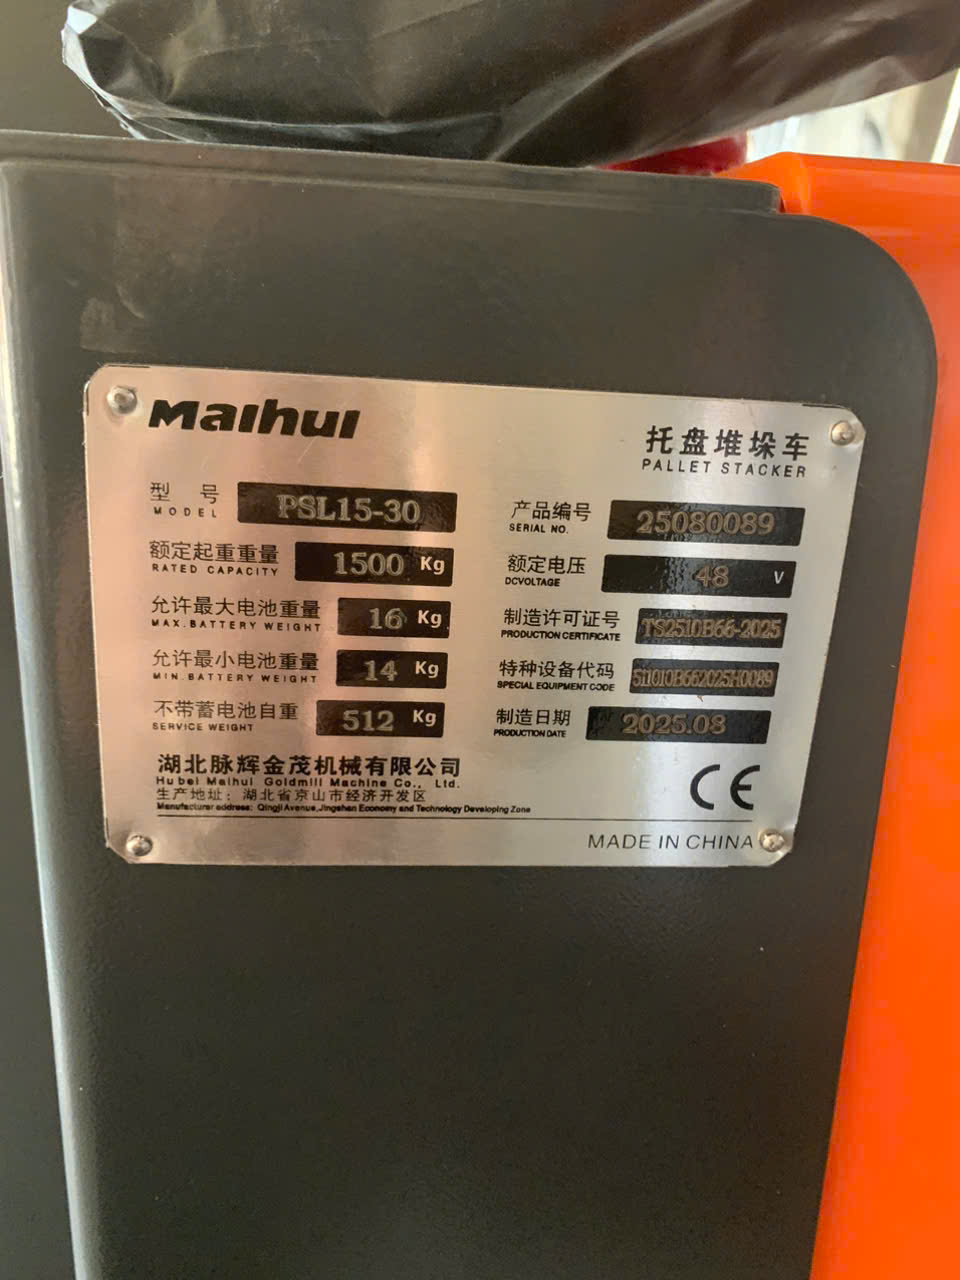 Maihui
托盘堆垛车
PALLET STACKER
型 号 PSL15-30
MODEL
额定起重重量 1500 Kg
RATED CAPACITY
允许最大电池重量 16 Kg
MAX. BATTERY WEIGHT
允许最小电池重量 14 Kg
MIN. BATTERY WEIGHT
不带蓄电池自重 512 Kg
SERVICE WEIGHT
产品编号 25080089
SERIAL NO.
额定电压 48 V
DCVOLTAGE
制造许可证号 TS2510B66-2025
PRODUCTION CERTIFICATE
特种设备代码 511010B662025H0089
SPECIAL EQUIPMENT CODE
制造日期 2025.08
PRODUCTION DATE
湖北脉辉金茂机械有限公司
Hubei Maihui Goldmill Machine Co., Ltd.
生产地址: 湖北省京山市经济开发区
Manufacturer address: Qingji Avenue, Jingshan Economy and Technology Developing Zone
CE
MADE IN CHINA